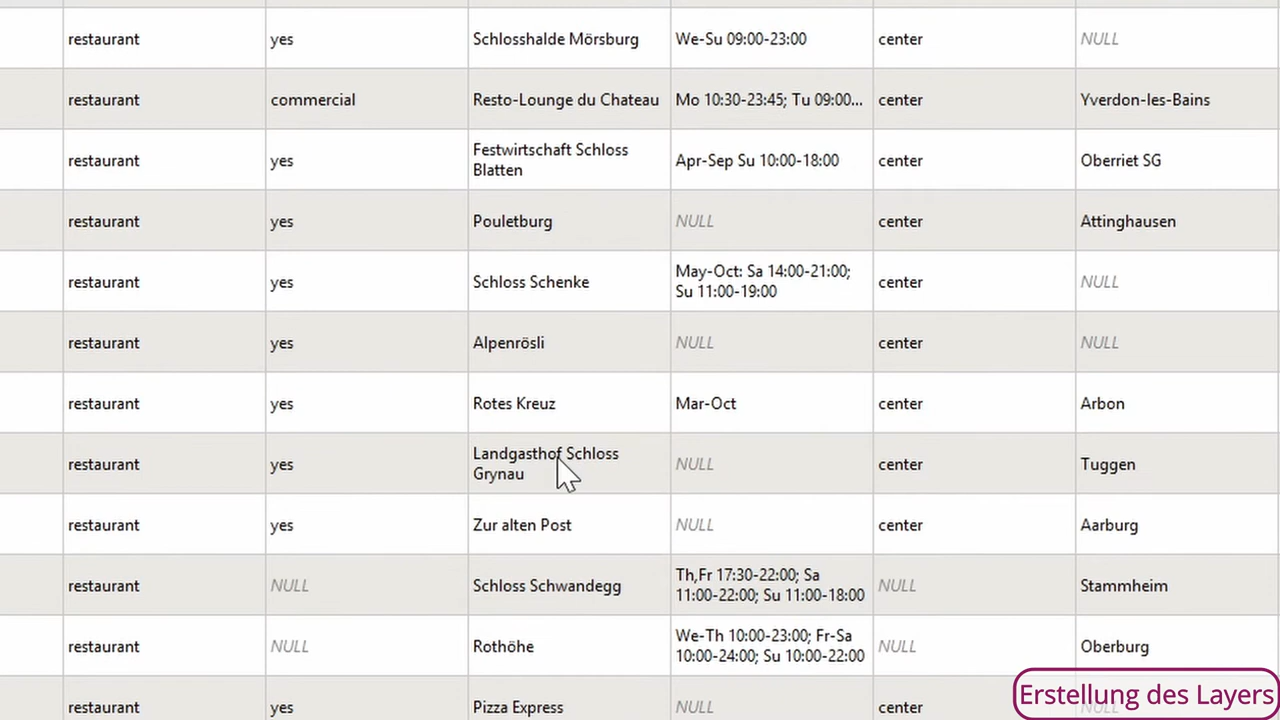 restaurant yes Schlosshalde Mörsburg We-Su 09:00-23:00 center NULL
restaurant commercial Resto-Lounge du Chateau Mo 10:30-23:45; Tu 09:00... center Yverdon-les-Bains
restaurant yes Festwirtschaft Schloss Blatten Apr-Sep Su 10:00-18:00 center Oberriet SG
restaurant yes Pouletburg NULL center Attinghausen
restaurant yes Schloss Schenke May-Oct: Sa 14:00-21:00; Su 11:00-19:00 center NULL
restaurant yes Alpenrösli NULL center NULL
restaurant yes Rotes Kreuz Mar-Oct center Arbon
restaurant yes Landgasthof Schloss Grynau NULL center Tuggen
restaurant yes Zur alten Post NULL center Aarburg
restaurant NULL Schloss Schwandegg Th,Fr 17:30-22:00; Sa 11:00-22:00; Su 11:00-18:00 NULL Stammheim
restaurant NULL Rothöhe We-Th 10:00-23:00; Fr-Sa 10:00-24:00; Su 10:00-22:00 NULL Oberburg
restaurant yes Pizza Express NULL center NULL
Erstellung des Layers